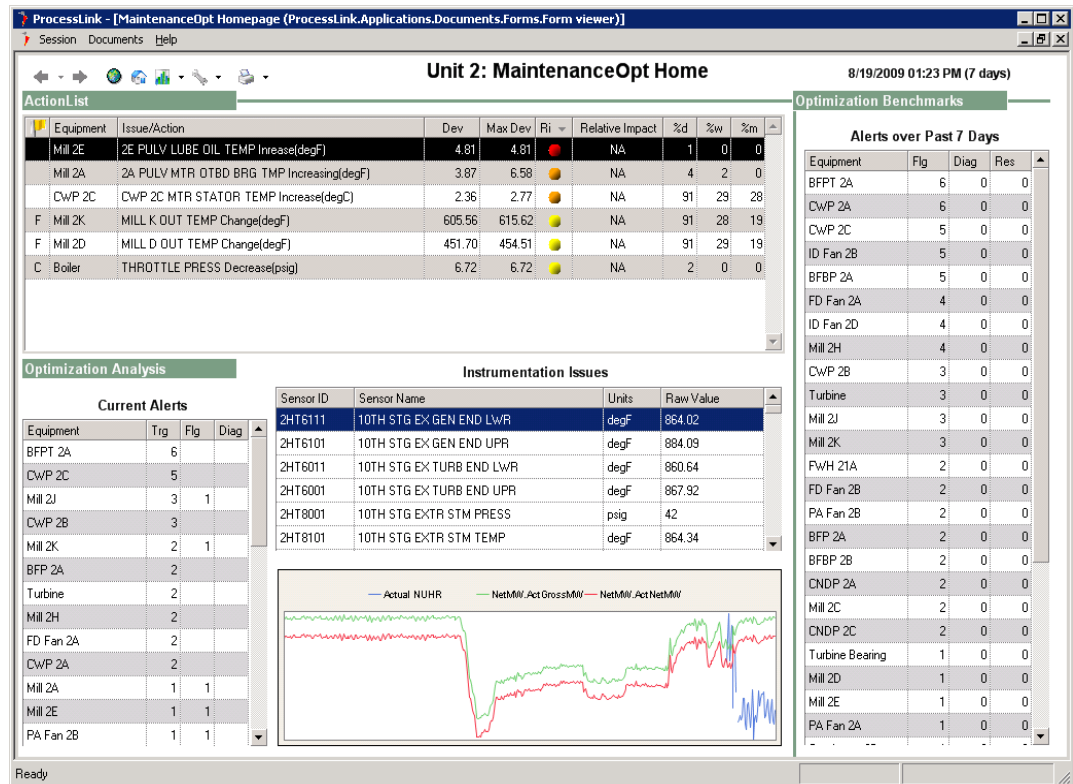 ProcessLink - [MaintenanceOpt Homepage (ProcessLink.Applications.Documents.Forms.Form viewer)]
Session Documents Help
Unit 2: MaintenanceOpt Home
8/19/2009 01:23 PM (7 days)
ActionList
Equipment Issue/Action Dev Max Dev Ri Relative Impact %d %w %m
Mill 2E 2E PULV LUBE OIL TEMP Inrease(degF) 4.81 4.81 NA 1 0 0
Mill 2A 2A PULV MTR OTBD BRG TMP Increasing(degF) 3.87 6.58 NA 4 2 0
CWP 2C CWP 2C MTR STATOR TEMP Increase(degC) 2.36 2.77 NA 91 29 28
F Mill 2K MILL K OUT TEMP Change(degF) 605.56 615.62 NA 91 28 19
F Mill 2D MILL D OUT TEMP Change(degF) 451.70 454.51 NA 91 29 19
C Boiler THROTTLE PRESS Decrease(psig) 6.72 6.72 NA 2 0 0
Optimization Analysis
Current Alerts
Equipment Trg Flg Diag
BFPT 2A 6
CWP 2C 5
Mill 2J 3 1
CWP 2B 3
Mill 2K 2 1
BFP 2A 2
Turbine 2
Mill 2H 2
FD Fan 2A 2
CWP 2A 2
Mill 2A 1 1
Mill 2E 1 1
PA Fan 2B 1 1
Instrumentation Issues
Sensor ID Sensor Name Units Raw Value
2HT6111 10TH STG EX GEN END LWR degF 864.02
2HT6101 10TH STG EX GEN END UPR degF 884.09
2HT6011 10TH STG EX TURB END LWR degF 860.64
2HT6001 10TH STG EX TURB END UPR degF 867.92
2HT8001 10TH STG EXTR STM PRESS psig 42
2HT8101 10TH STG EXTR STM TEMP degF 864.34
Actual NUHR NetMW.ActGrossMW NetMW.ActNetMW
Optimization Benchmarks
Alerts over Past 7 Days
Equipment Flg Diag Res
BFPT 2A 6 0 0
CWP 2A 6 0 0
CWP 2C 5 0 0
ID Fan 2B 5 0 0
BFBP 2A 5 0 0
FD Fan 2A 4 0 0
ID Fan 2D 4 0 0
Mill 2H 4 0 0
CWP 2B 3 0 0
Turbine 3 0 0
Mill 2J 3 0 0
Mill 2K 3 0 0
FWH 21A 2 0 0
FD Fan 2B 2 0 0
PA Fan 2B 2 0 0
BFP 2A 2 0 0
BFBP 2B 2 0 0
CNDP 2A 2 0 0
Mill 2C 2 0 0
CNDP 2C 2 0 0
Turbine Bearing 1 0 0
Mill 2D 1 0 0
Mill 2E 1 0 0
PA Fan 2A 1 0 0
Ready